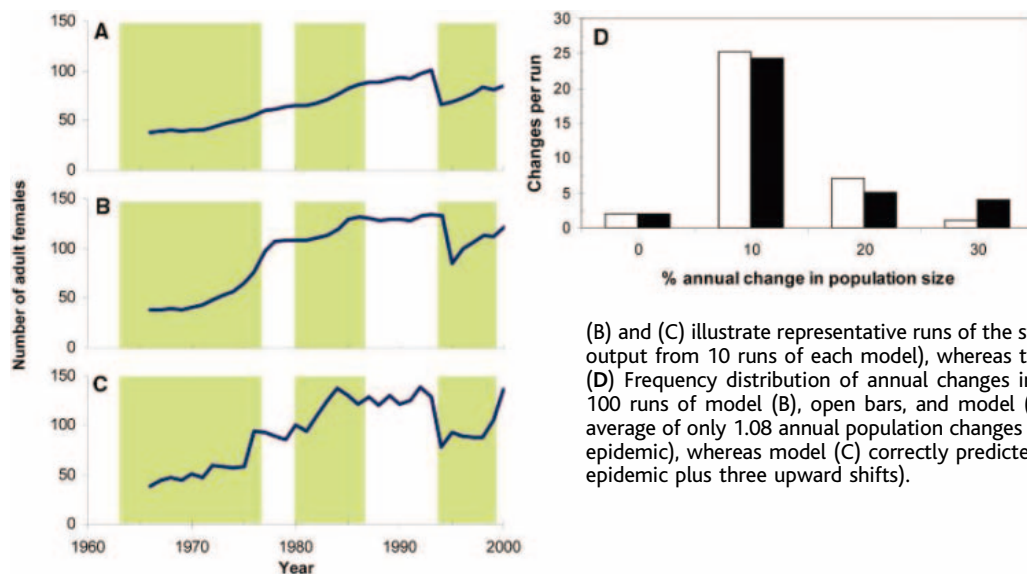 A
150
100
50
0
B
150
100
50
0
C
150
100
50
0
Number of adult females
1960 1970 1980 1990 2000
Year
D
30
25
20
15
10
5
0
Changes per run
0 10 20 30
% annual change in population size
(B) and (C) illustrate representative runs of the s
output from 10 runs of each model), whereas t
(D) Frequency distribution of annual changes i
100 runs of model (B), open bars, and model (
average of only 1.08 annual population changes
epidemic), whereas model (C) correctly predicte
epidemic plus three upward shifts).